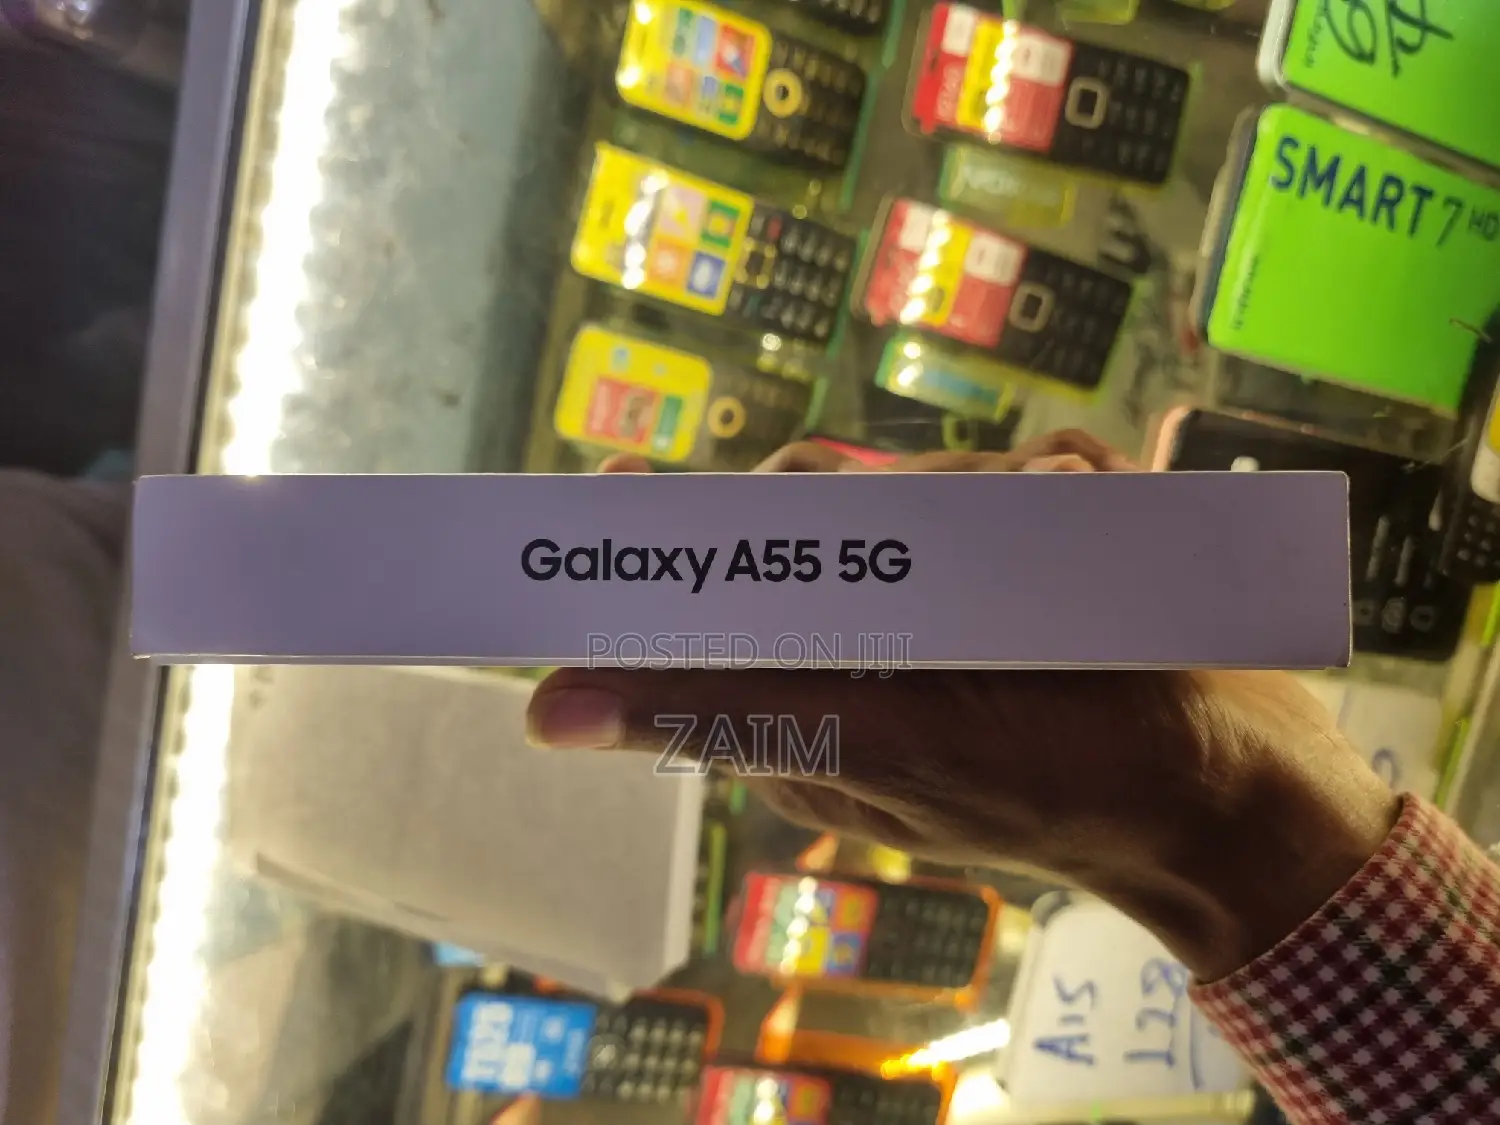 SMART 7 HD
Galaxy A55 5G
POSTED ON JIJI
ZAIM
A15
128